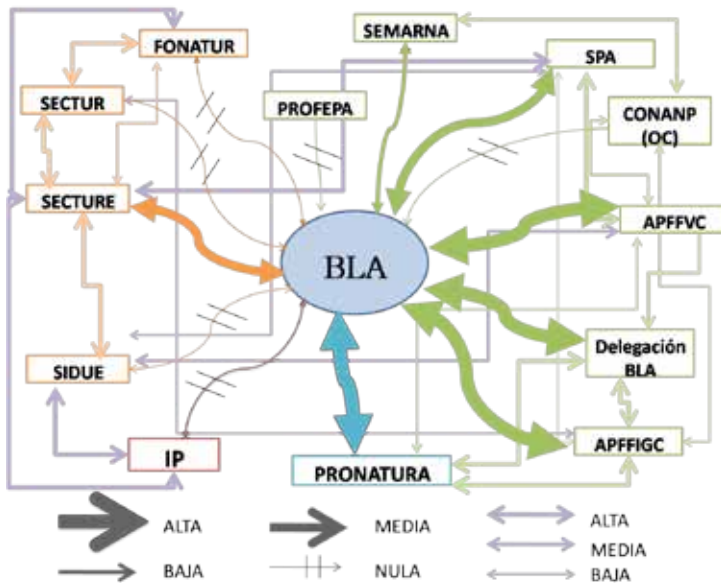 FONATUR
SEMARNA
SPA
SECTUR
PROFEPA
CONANP
(OC)
SECTURE
APFFVC
BLA
SIDUE
Delegación
BLA
IP
PRONATURA
APFFIGC
ALTA
MEDIA
ALTA
MEDIA
BAJA
NULA
BAJA